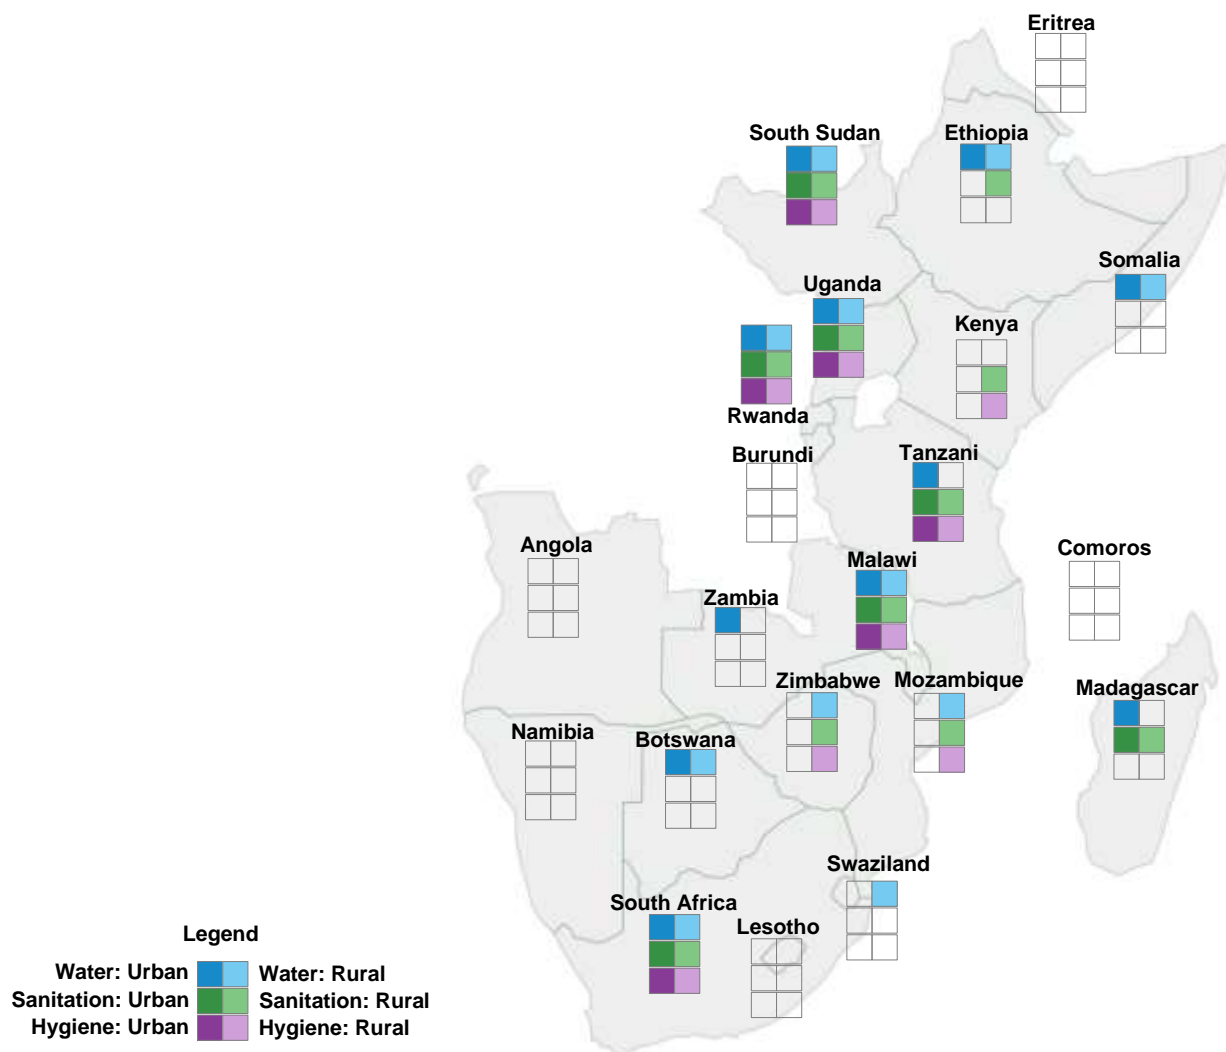 Eritrea
South Sudan
Ethiopia
Somalia
Uganda
Kenya
Rwanda
Burundi
Tanzani
Angola
Comoros
Malawi
Zambia
Zimbabwe
Mozambique
Madagascar
Namibia
Botswana
Swaziland
South Africa
Lesotho
Legend
Water: Urban Water: Rural
Sanitation: Urban Sanitation: Rural
Hygiene: Urban Hygiene: Rural